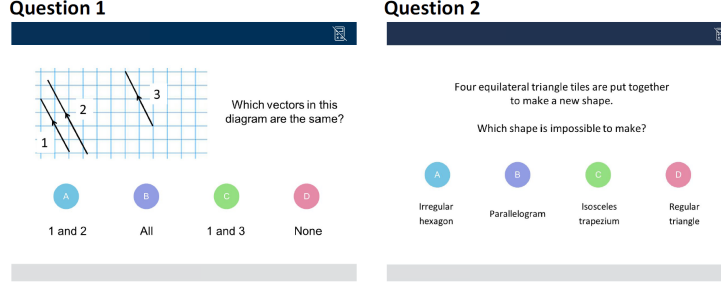 Question 1
1
2
3
Which vectors in this
diagram are the same?
A
B
C
D
1 and 2
All
1 and 3
None
Question 2
Four equilateral triangle tiles are put together
to make a new shape.
Which shape is impossible to make?
A
B
C
D
Irregular
hexagon
Parallelogram
Isosceles
trapezium
Regular
triangle